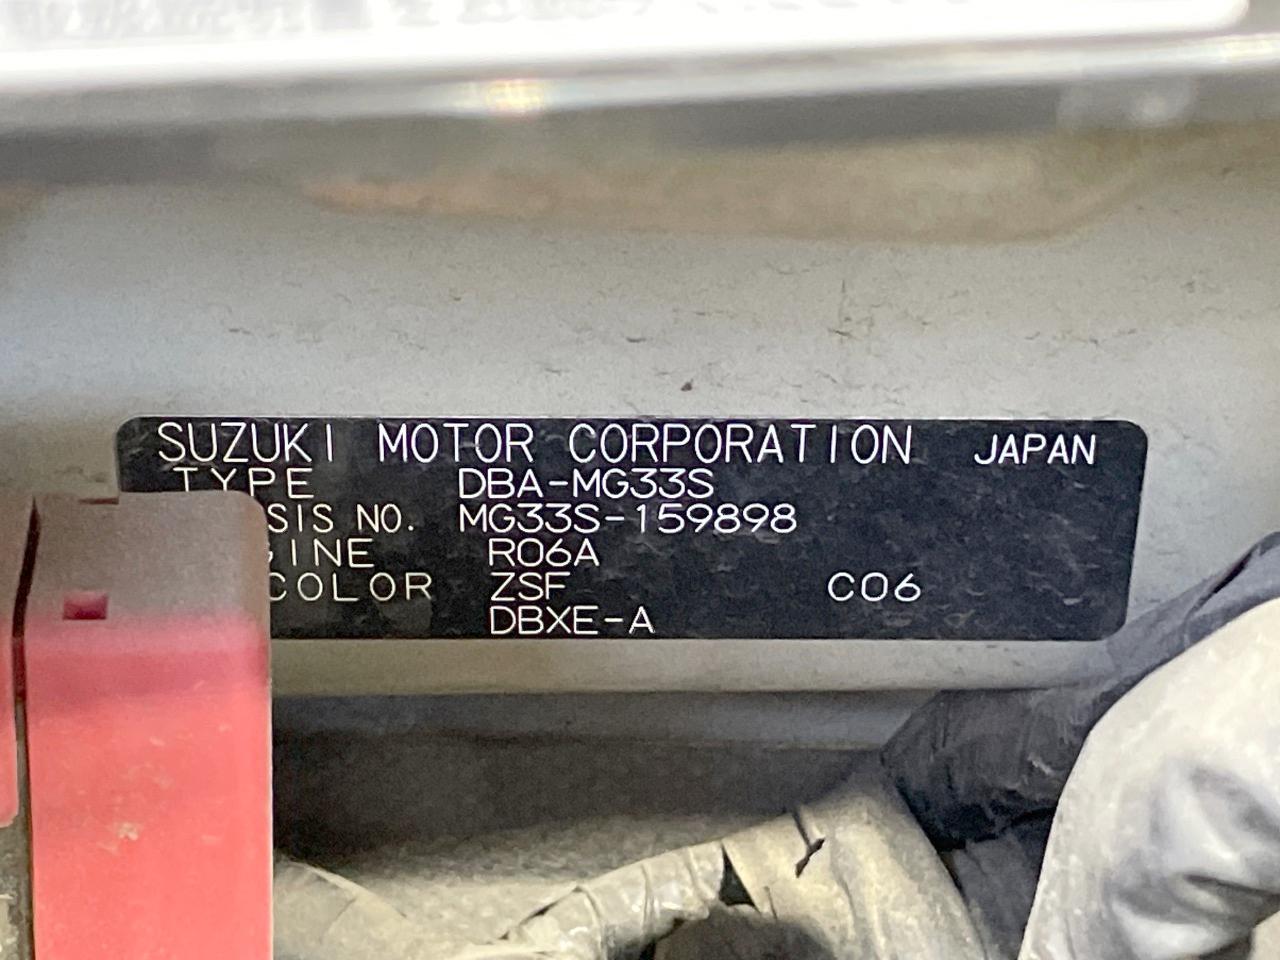 SUZUKI MOTOR CORPORATION JAPAN
TYPE DBA-MG33S
SIS NO. MG33S-159898
GINE R06A
COLOR ZSF C06
DBXE-A